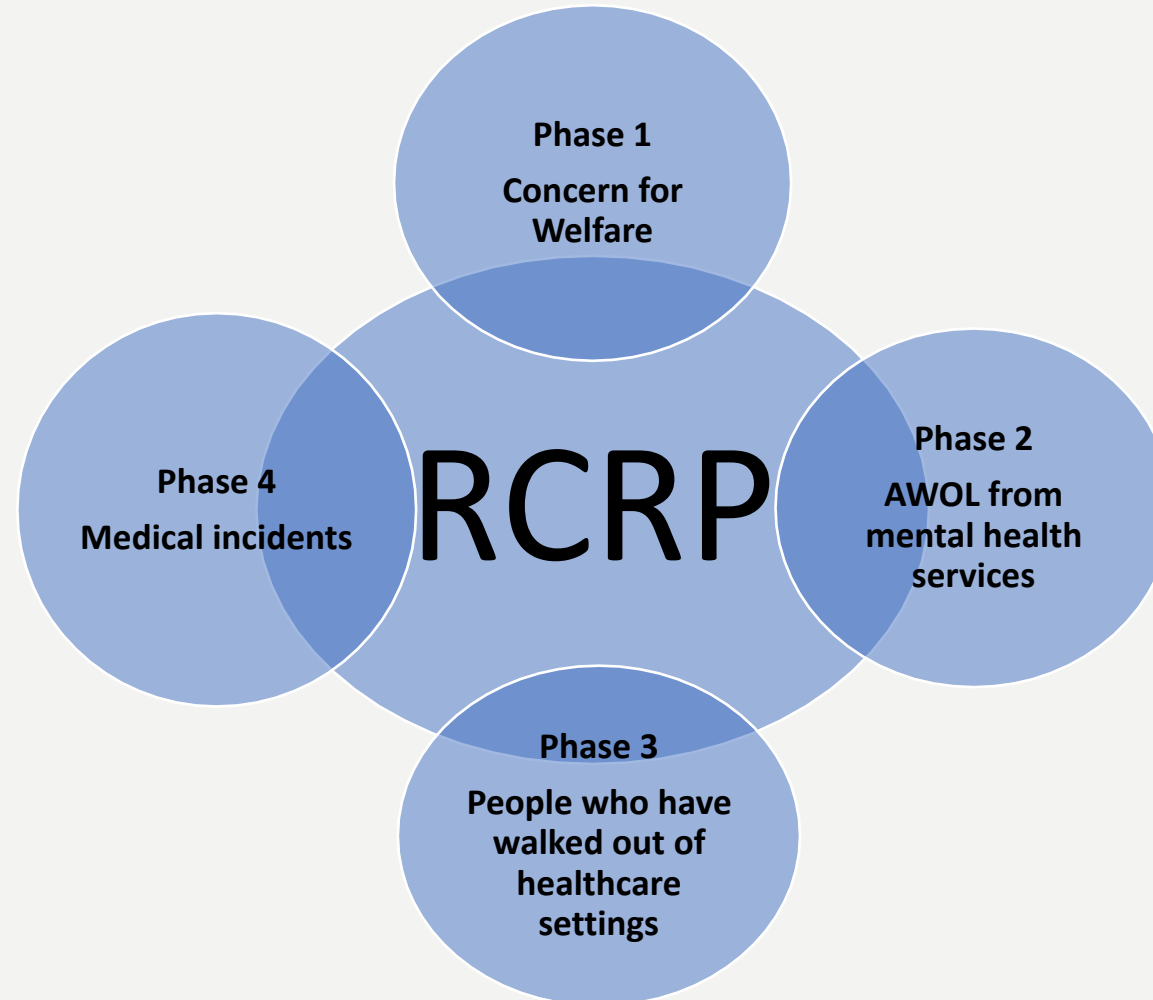 Phase 1
Concern for
Welfare
RCRP
Phase 2
AWOL from
mental health
services
Phase 3
People who have
walked out of
healthcare
settings
Phase 4
Medical incidents